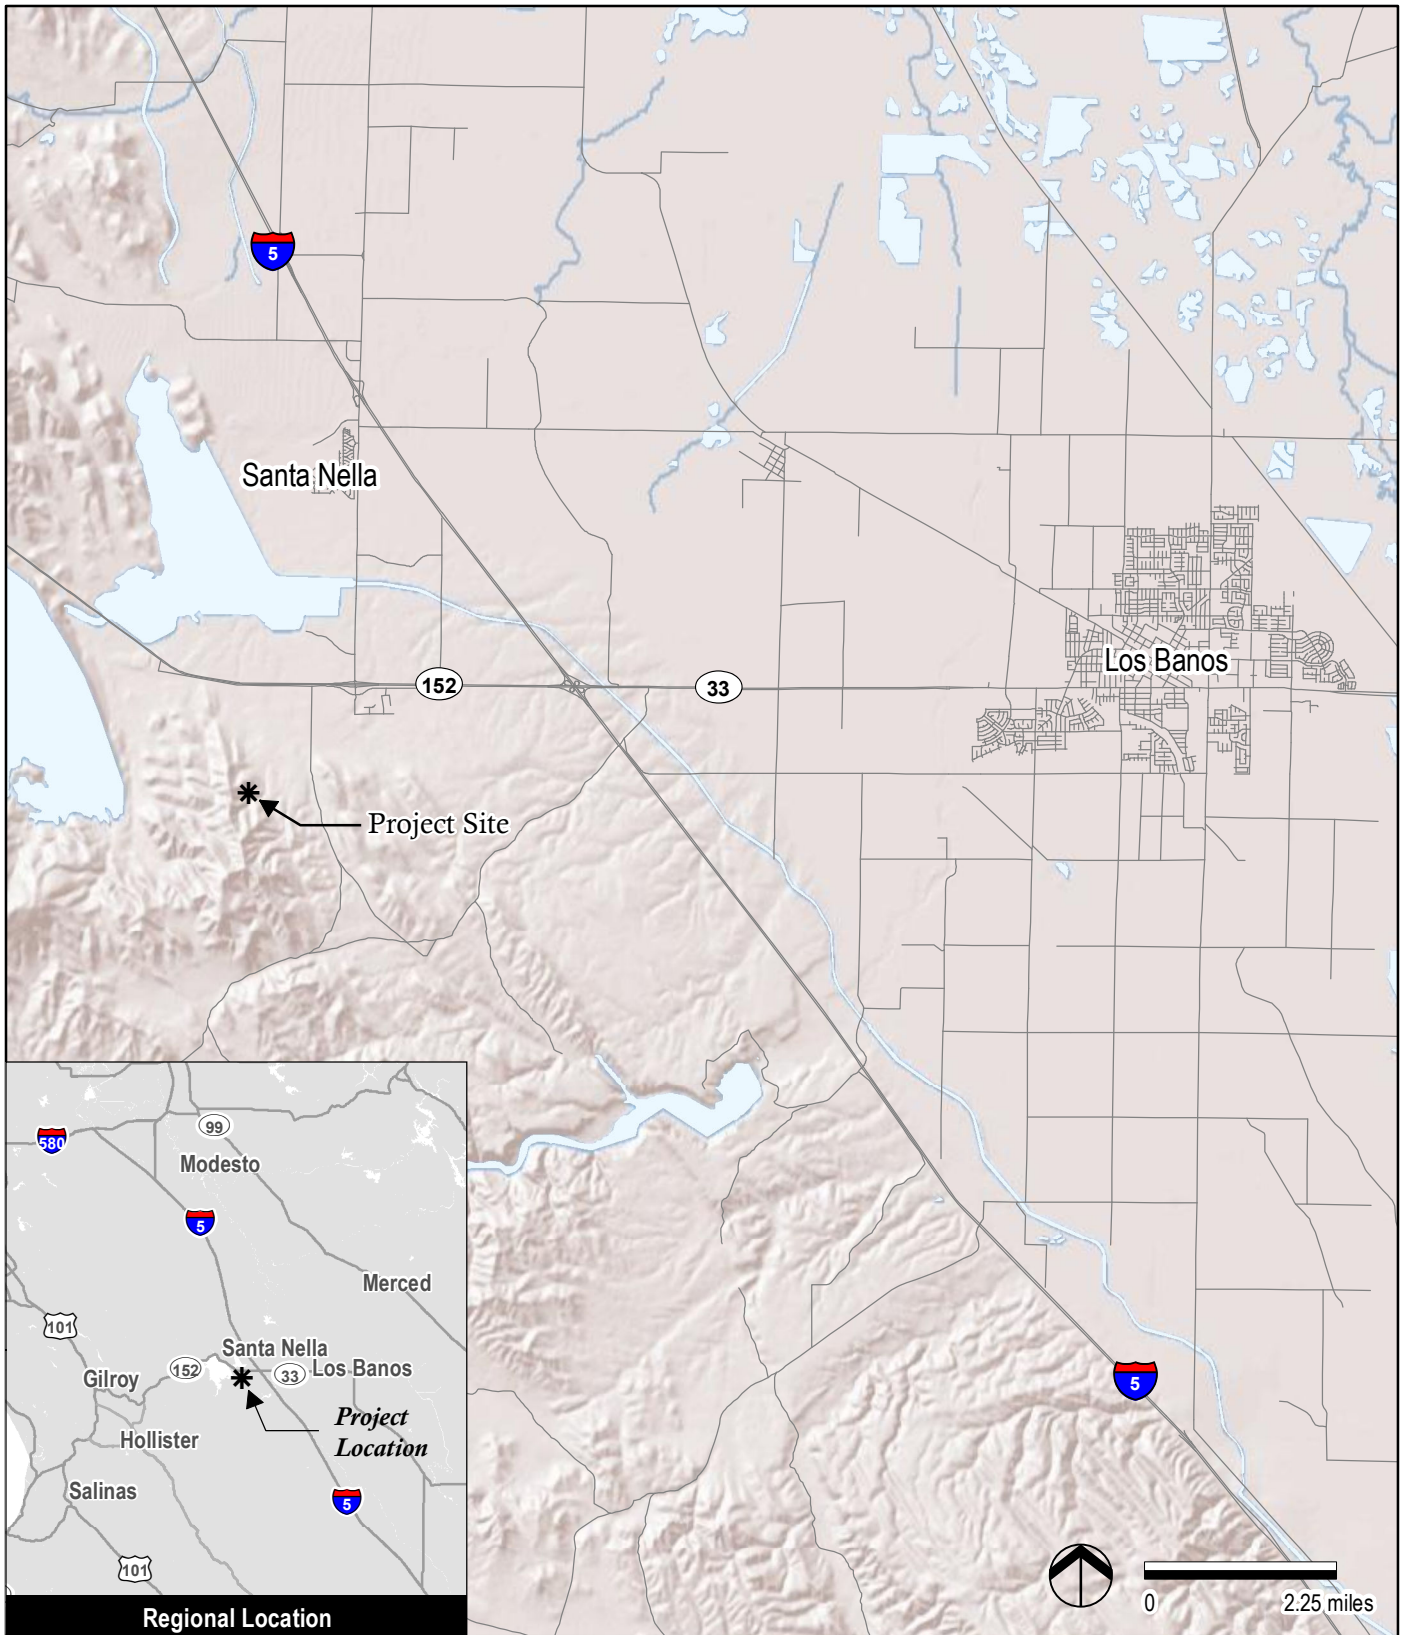 5
Santa Nella
152
33
Los Banos
Project Site
580
99
Modesto
5
Merced
101
Santa Nella
152
33
Los Banos
Gilroy
Project
Location
Hollister
Salinas
5
101
Regional Location
5
0
2.25 miles